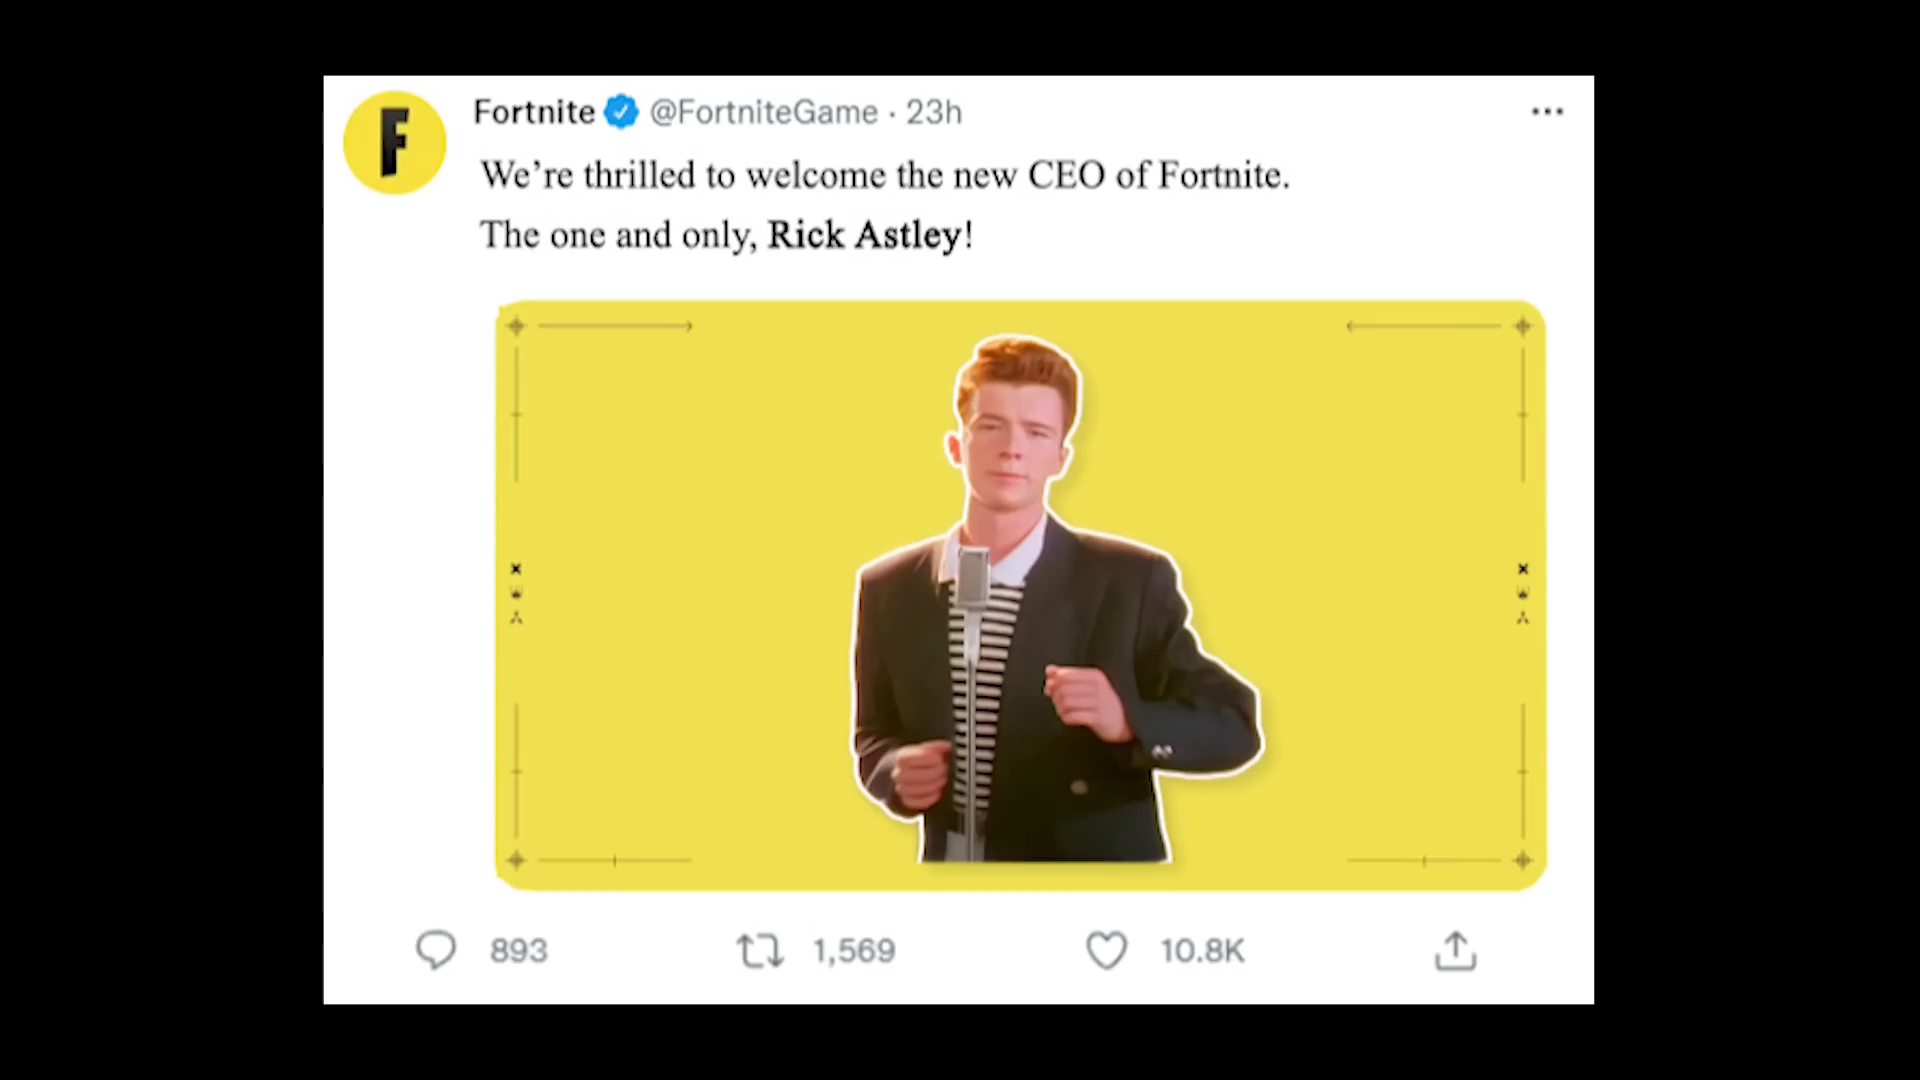 F
Fortnite @FortniteGame · 23h
We’re thrilled to welcome the new CEO of Fortnite.
The one and only, Rick Astley!
893 1,569 10.8K